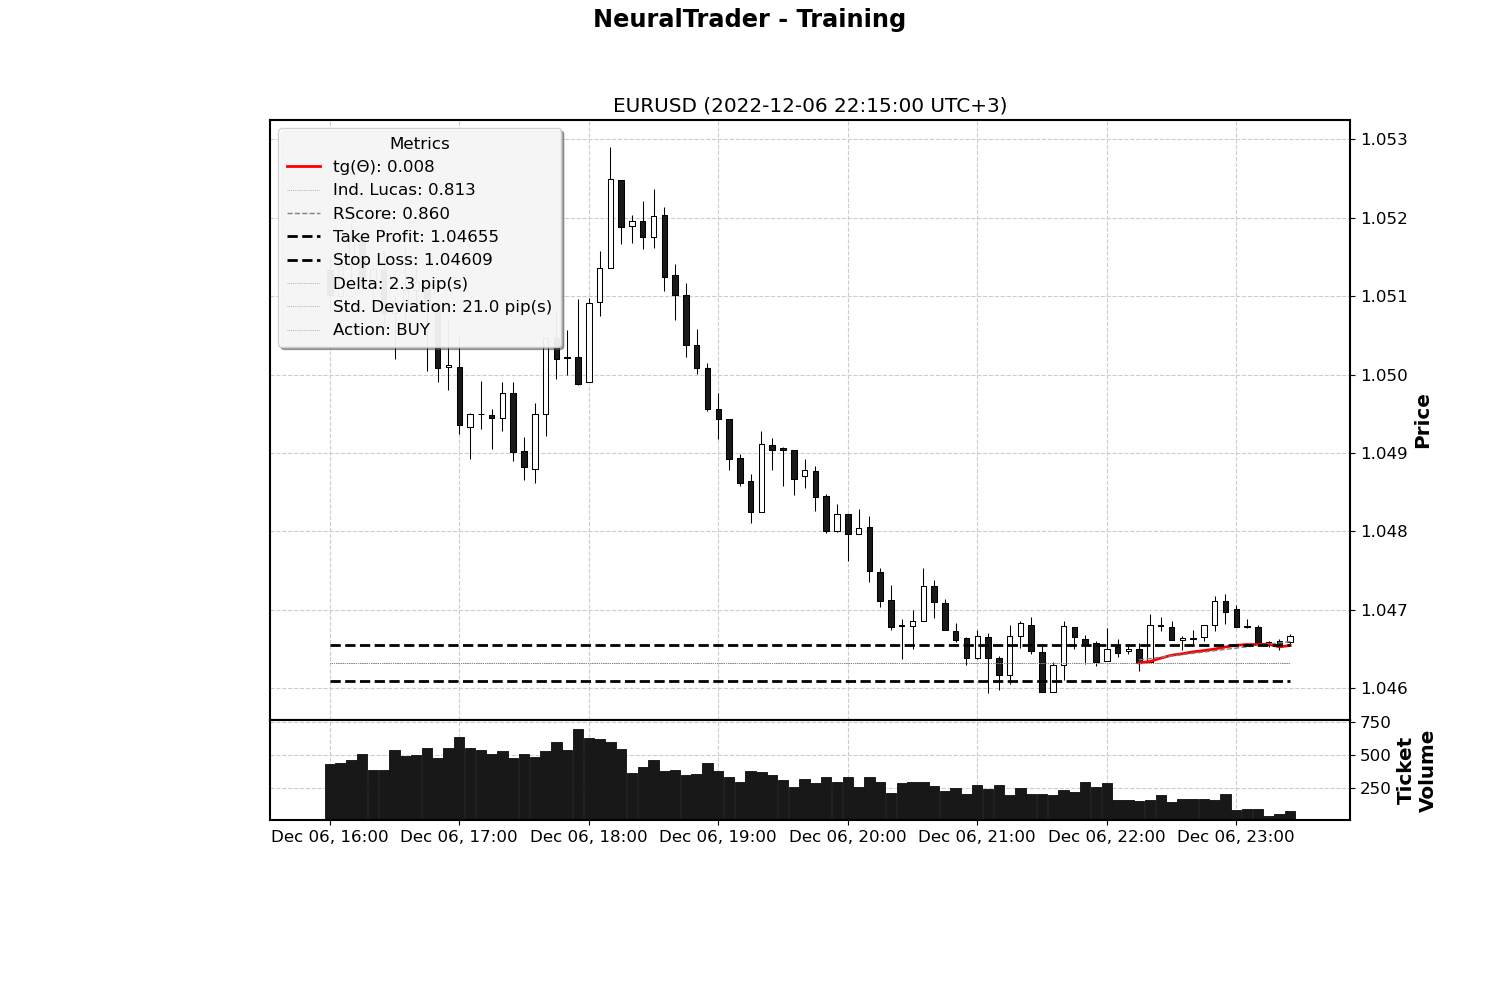 NeuralTrader - Training
EURUSD (2022-12-06 22:15:00 UTC+3)
Metrics
tg(Θ): 0.008
Ind. Lucas: 0.813
RScore: 0.860
Take Profit: 1.04655
Stop Loss: 1.04609
Delta: 2.3 pip(s)
Std. Deviation: 21.0 pip(s)
Action: BUY
1.053
1.052
1.051
1.050
1.049
1.048
1.047
1.046
Price
750
500
250
Ticket
Volume
Dec 06, 16:00 Dec 06, 17:00 Dec 06, 18:00 Dec 06, 19:00 Dec 06, 20:00 Dec 06, 21:00 Dec 06, 22:00 Dec 06, 23:00